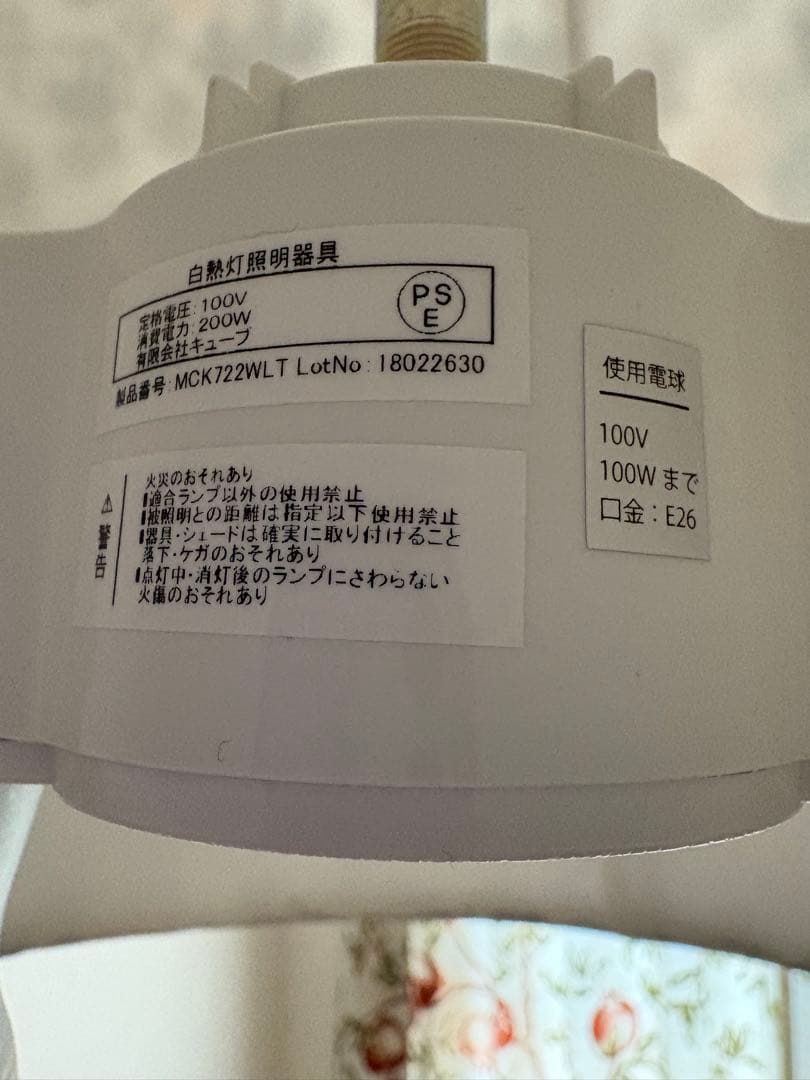 白熱灯照明器具
定格電圧:100V
消費電力:200W
有限会社キューブ
PS
E
製品番号:MCK722WLT LotNo:18022630
使用電球
100V
100Wまで
口金:E26
⚠警告
火災のおそれあり
適合ランプ以外の使用禁止
被照明との距離は指定以下使用禁止
器具・シェードは確実に取り付けること
落下・ケガのおそれあり
点灯中・消灯後のランプにさわらない
火傷のおそれあり